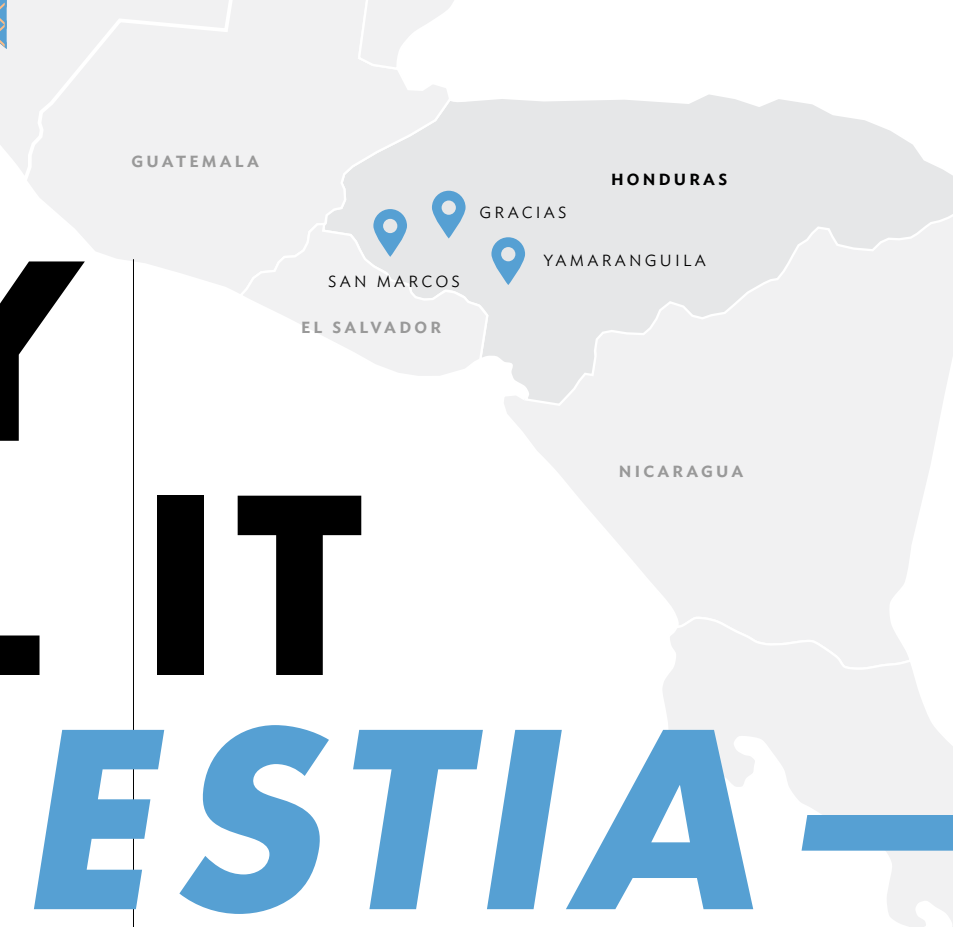 GUATEMALA
HONDURAS
GRACIAS
YAMARANGUILA
SAN MARCOS
EL SALVADOR
Y
NICARAGUA
IT
ESTIA—